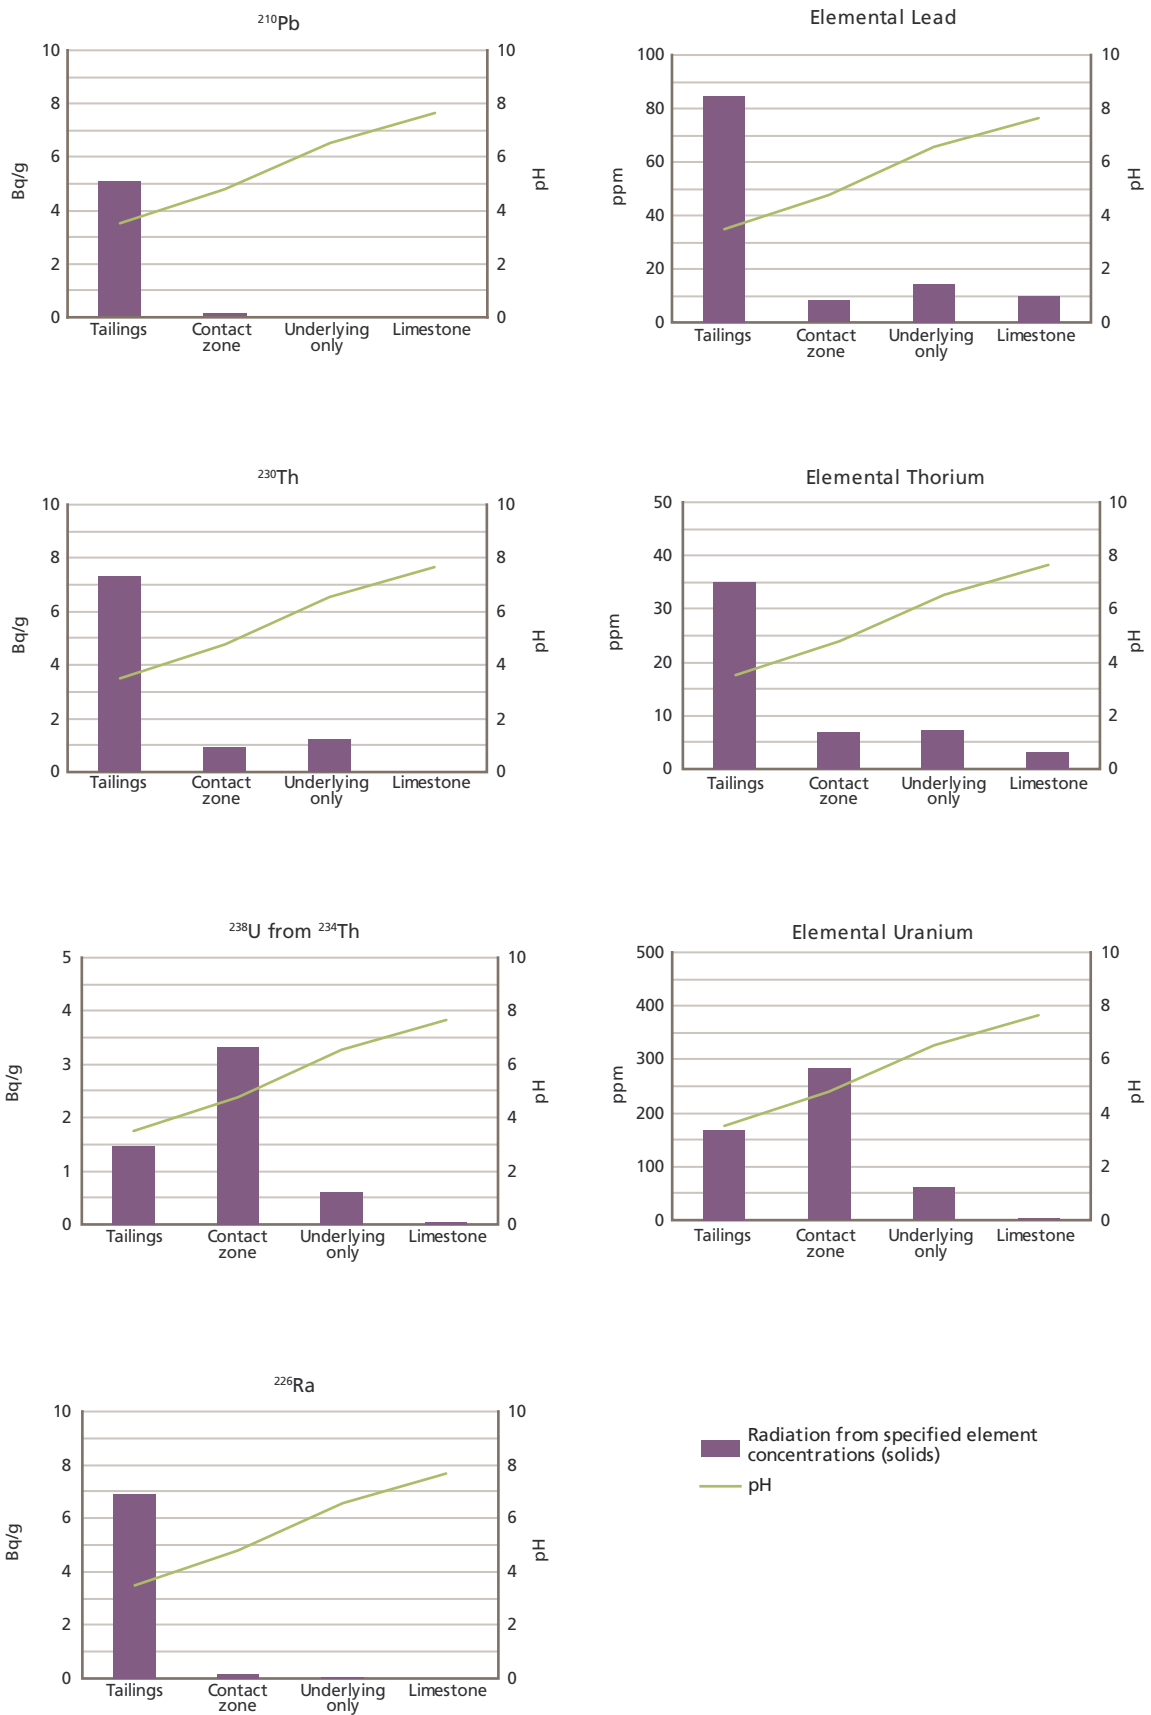 ²¹⁰Pb
10
8
6
4
2
0
Bq/g
10
8
6
4
2
0
pH
Tailings
Contact
zone
Underlying
only
Limestone
Elemental Lead
100
80
60
40
20
0
ppm
10
8
6
4
2
0
pH
Tailings
Contact
zone
Underlying
only
Limestone
²³⁰Th
10
8
6
4
2
0
Bq/g
10
8
6
4
2
0
pH
Tailings
Contact
zone
Underlying
only
Limestone
Elemental Thorium
50
40
30
20
10
0
ppm
10
8
6
4
2
0
pH
Tailings
Contact
zone
Underlying
only
Limestone
²³⁸U from ²³⁴Th
5
4
3
2
1
0
Bq/g
10
8
6
4
2
0
pH
Tailings
Contact
zone
Underlying
only
Limestone
Elemental Uranium
500
400
300
200
100
0
ppm
10
8
6
4
2
0
pH
Tailings
Contact
zone
Underlying
only
Limestone
²²⁶Ra
10
8
6
4
2
0
Bq/g
10
8
6
4
2
0
pH
Tailings
Contact
zone
Underlying
only
Limestone
Radiation from specified element
concentrations (solids)
pH